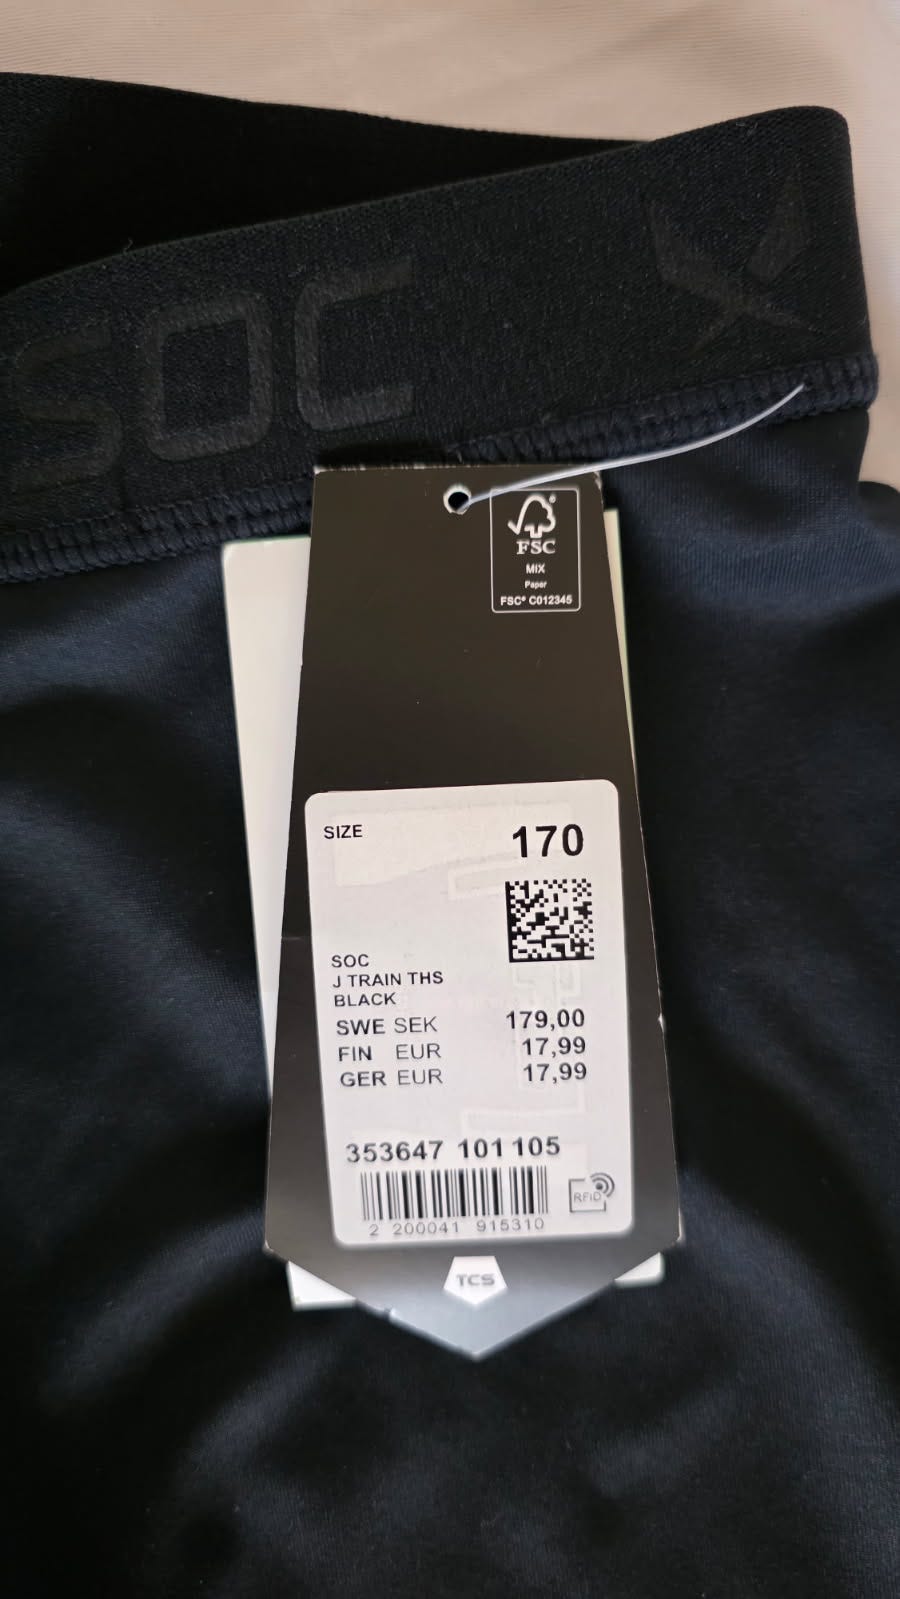 SOC
FSC
MIX
Paper
FSC® C012345
SIZE 170
SOC
J TRAIN THS
BLACK
SWE SEK 179,00
FIN EUR 17,99
GER EUR 17,99
353647 101 105
RFID
2 200041 915310
TCS